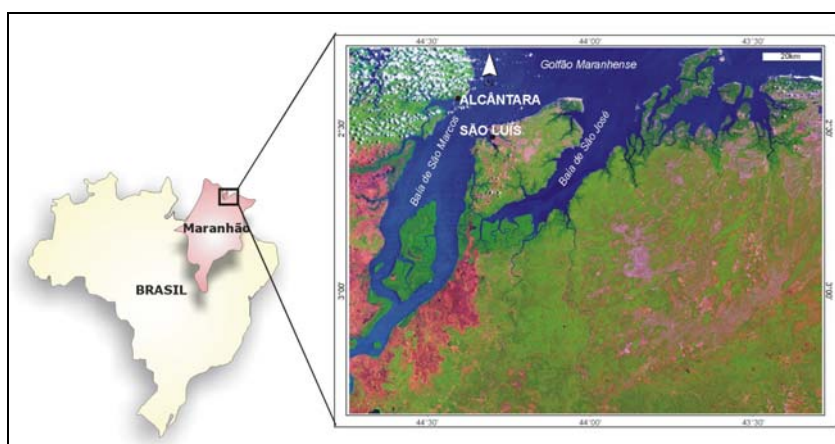 Maranhão
BRASIL
44°30'
44°00'
43°30'
20km
Golfão Maranhense
ALCÂNTARA
SÃO LUÍS
Baía de São Marcos
Baía de São José
2°30'
2°30'
3°00'
3°00'
44°30'
44°00'
43°30'